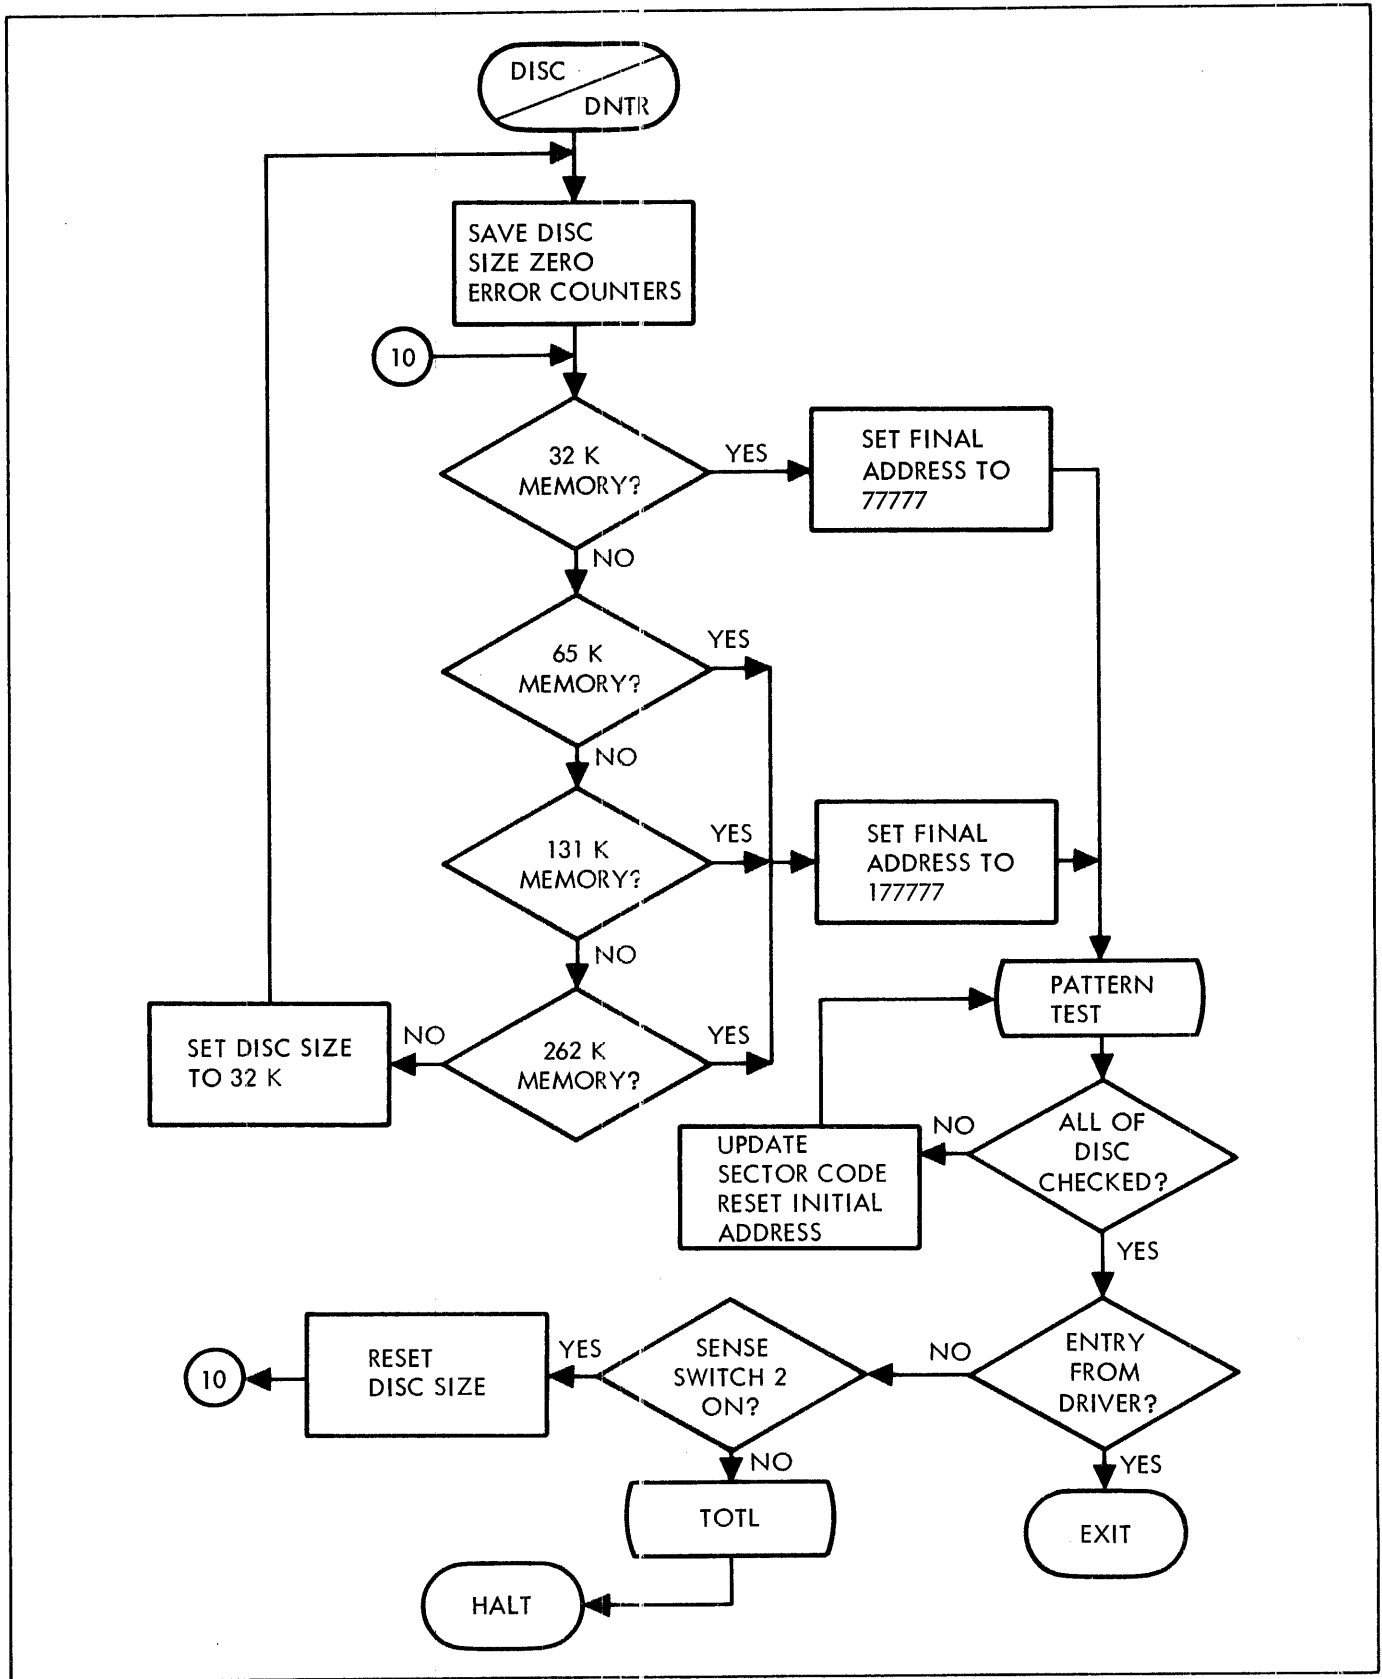 DISC
DNTR
SAVE DISC
SIZE ZERO
ERROR COUNTERS
10
32 K
MEMORY?
YES
SET FINAL
ADDRESS TO
77777
NO
65 K
MEMORY?
YES
NO
131 K
MEMORY?
YES
SET FINAL
ADDRESS TO
177777
NO
262 K
MEMORY?
YES
NO
SET DISC SIZE
TO 32 K
PATTERN
TEST
ALL OF
DISC
CHECKED?
NO
UPDATE
SECTOR CODE
RESET INITIAL
ADDRESS
YES
ENTRY
FROM
DRIVER?
NO
SENSE
SWITCH 2
ON?
YES
RESET
DISC SIZE
10
NO
TOTL
HALT
YES
EXIT